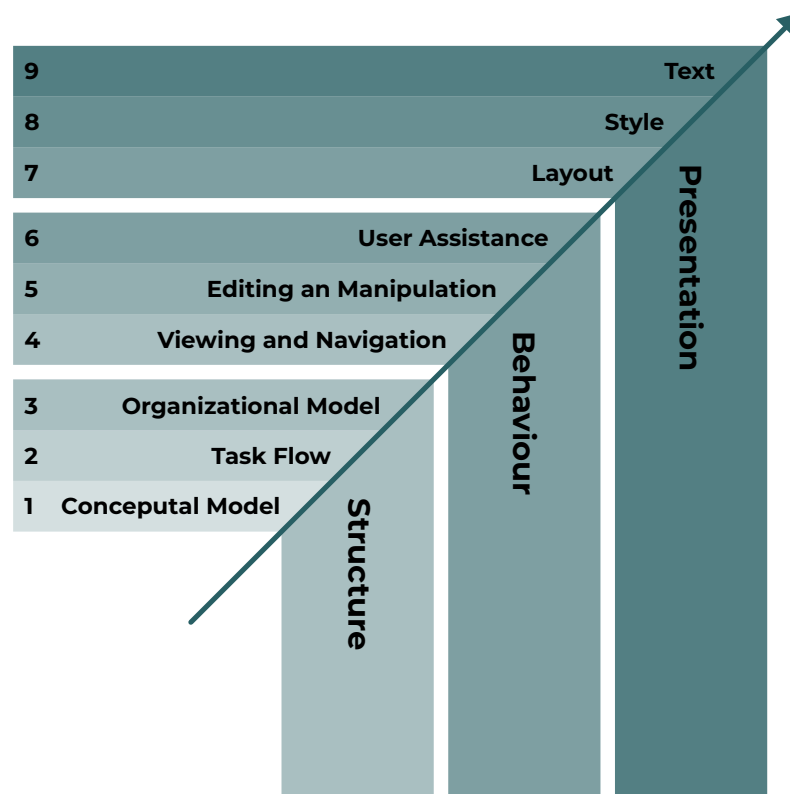 9 Text
8 Style
7 Layout
6 User Assistance
5 Editing an Manipulation
4 Viewing and Navigation
3 Organizational Model
2 Task Flow
1 Conceputal Model
Structure
Behaviour
Presentation